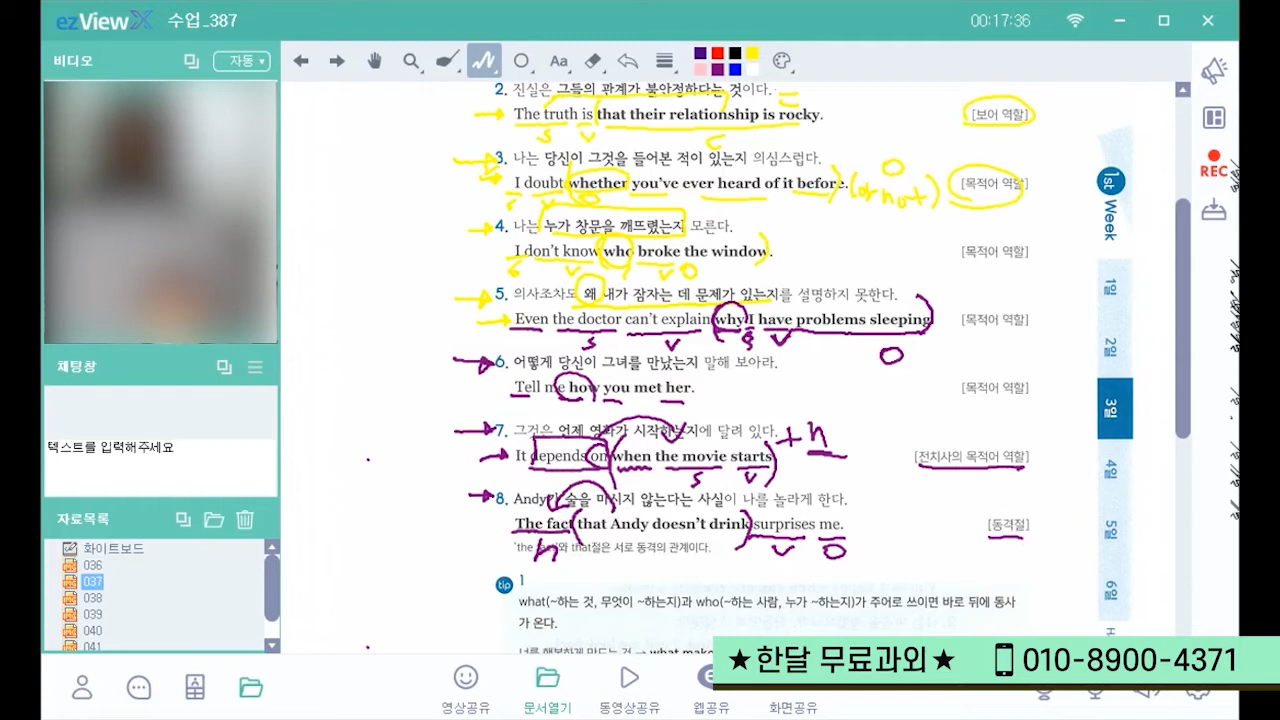 ezViewX 수업_387 00:17:36
비디오 자동
Aa
REC
채팅창
텍스트를 입력해주세요
자료목록
화이트보드
036
037
038
039
040
041
2. 진실은 그들의 관계가 불안정하다는 것이다.
The truth is that their relationship is rocky. [보어 역할]
S V C
3. 나는 당신이 그것을 들어본 적이 있는지 의심스럽다.
I doubt whether you've ever heard of it before. (or not) O [목적어 역할]
4. 나는 누가 창문을 깨뜨렸는지 모른다.
I don't know who broke the window. [목적어 역할]
S V V O
5. 의사조차도 왜 내가 잠자는 데 문제가 있는지를 설명하지 못한다.
Even the doctor can't explain why I have problems sleeping. [목적어 역할]
S V S V O
6. 어떻게 당신이 그녀를 만났는지 말해 보아라.
Tell me how you met her. [목적어 역할]
7. 그것은 언제 영화가 시작하는지에 달려 있다. +n
It depends on when the movie starts. [전치사의 목적어 역할]
S V
8. Andy가 술을 마시지 않는다는 사실이 나를 놀라게 한다.
The fact that Andy doesn't drink surprises me. [동격절]
n V O
'the fact'와 that절은 서로 동격의 관계이다.
tip 1
what(~하는 것, 무엇이 ~하는지)과 who(~하는 사람, 누가 ~하는지)가 주어로 쓰이면 바로 뒤에 동사
가 온다.
너를 행복하게 만드는 것 → what make
1st Week
1일
2일
3일
4일
5일
6일
★한달 무료과외★ 010-8900-4371
영상공유 문서열기 동영상공유 웹공유 화면공유